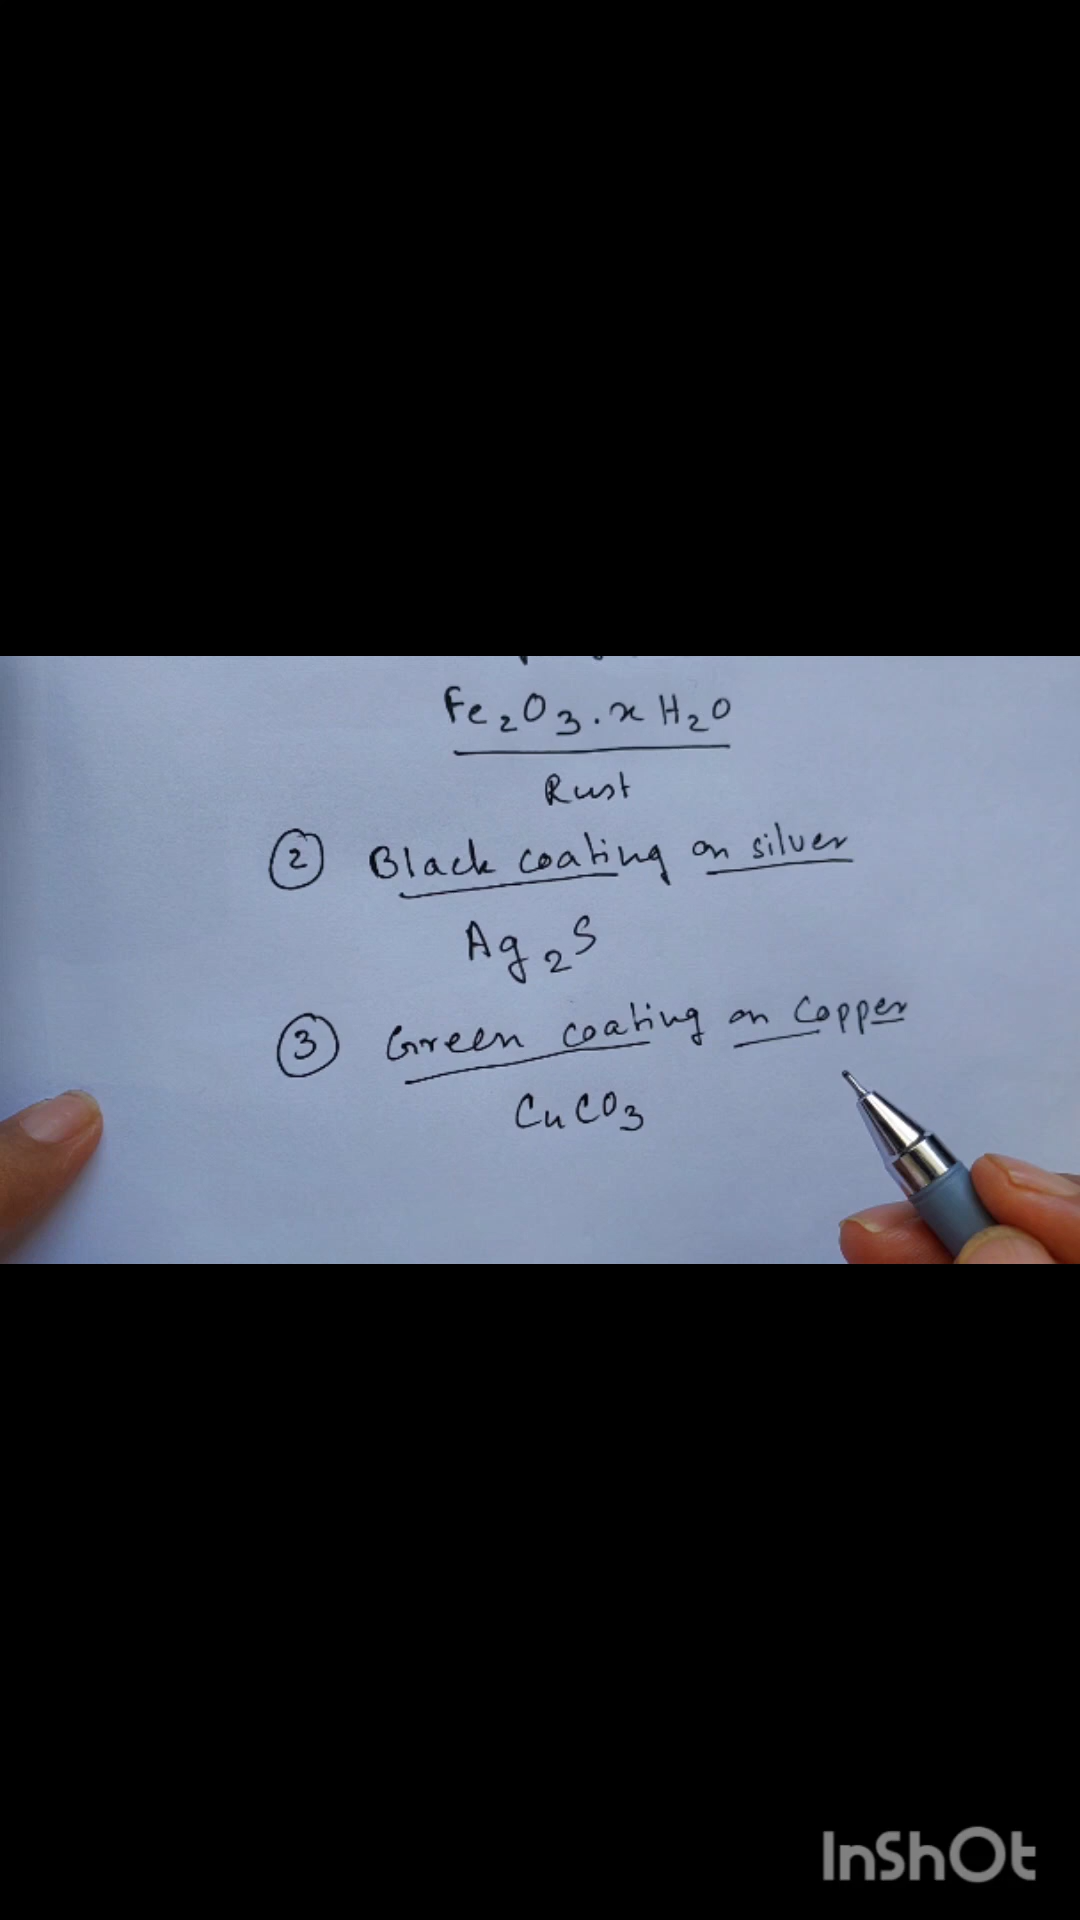 Fe₂O₃.xH₂O
Rust
② Black coating on silver
Ag₂S
③ Green coating on Copper
CuCO₃
InShOt